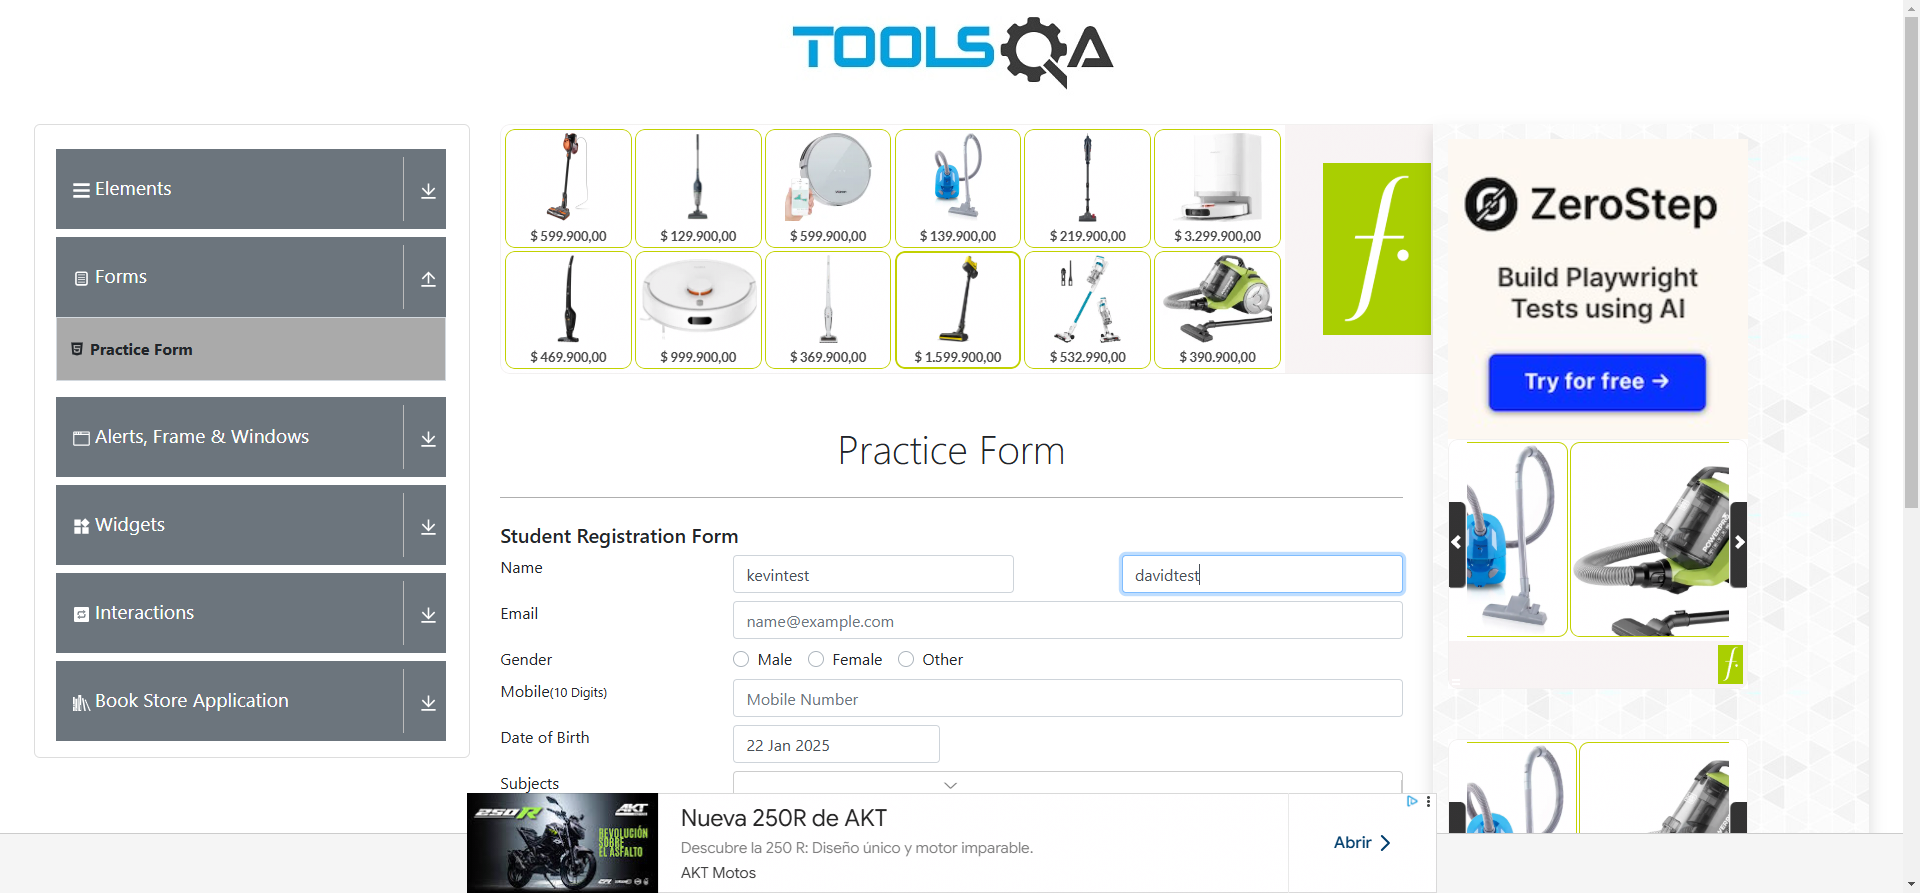 TOOLSQA
Elements
Forms
Practice Form
Alerts, Frame & Windows
Widgets
Interactions
Book Store Application
$ 599.900,00
$ 129.900,00
$ 599.900,00
$ 139.900,00
$ 219.900,00
$ 3.299.900,00
$ 469.900,00
$ 999.900,00
$ 369.900,00
$ 1.599.900,00
$ 532.990,00
$ 390.900,00
f.
ZeroStep
Build Playwright
Tests using AI
Try for free →
POWERPRO
f.
Practice Form
Student Registration Form
Name
kevintest
davidtest
Email
name@example.com
Gender
Male
Female
Other
Mobile(10 Digits)
Mobile Number
Date of Birth
22 Jan 2025
Subjects
250R
AKT
REVOLUCIÓN
SOBRE
EL ASFALTO
Nueva 250R de AKT
Descubre la 250 R: Diseño único y motor imparable.
AKT Motos
Abrir